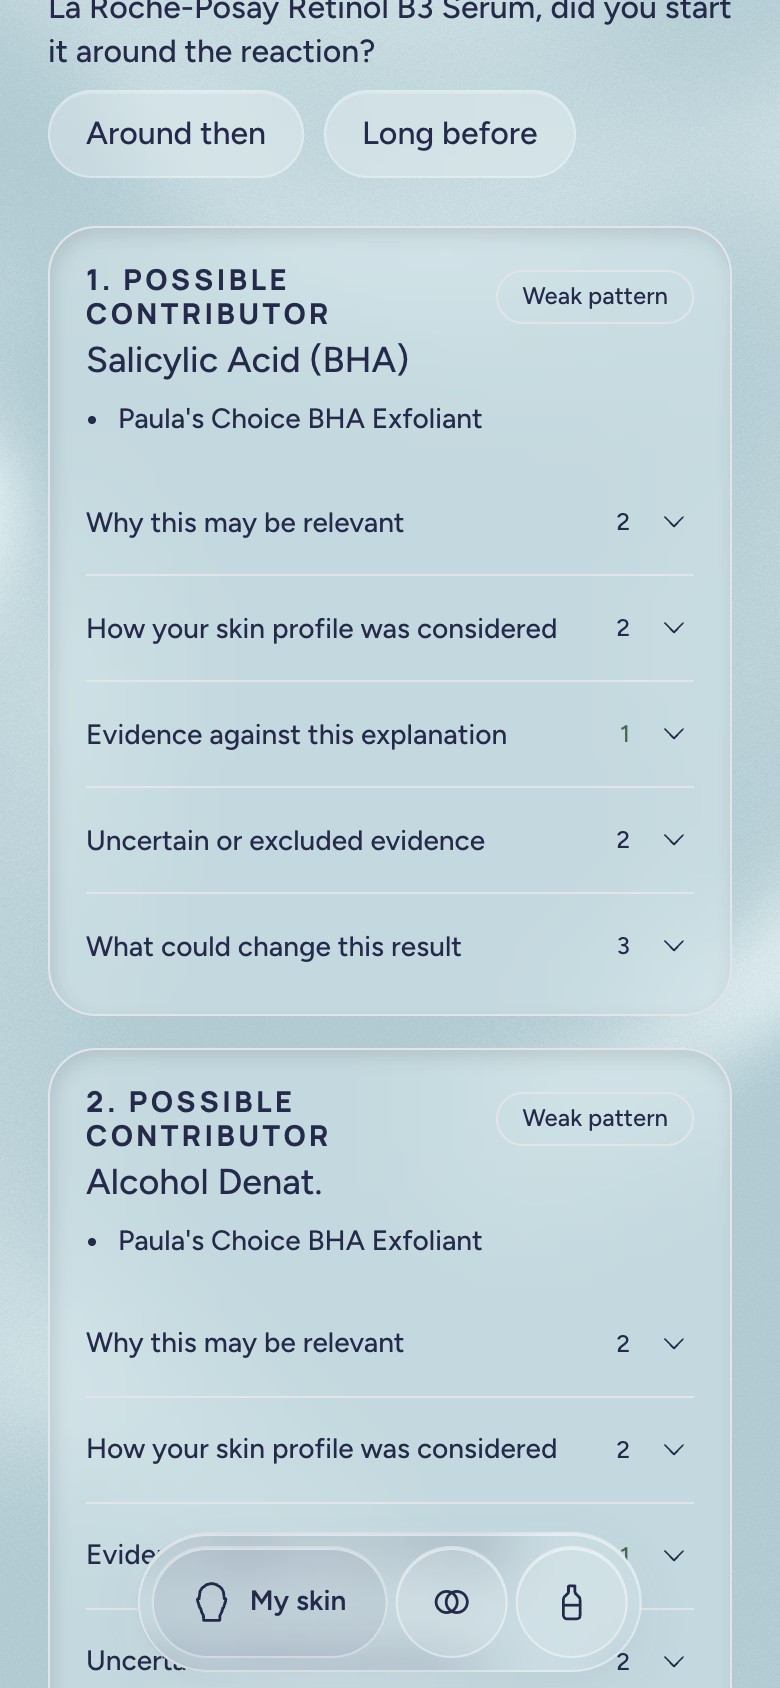 La Roche-Posay Retinol B3 Serum, did you start
it around the reaction?
Around then
Long before
1. POSSIBLE
CONTRIBUTOR
Weak pattern
Salicylic Acid (BHA)
• Paula's Choice BHA Exfoliant
Why this may be relevant 2
How your skin profile was considered 2
Evidence against this explanation 1
Uncertain or excluded evidence 2
What could change this result 3
2. POSSIBLE
CONTRIBUTOR
Weak pattern
Alcohol Denat.
• Paula's Choice BHA Exfoliant
Why this may be relevant 2
How your skin profile was considered 2
1
My skin
2